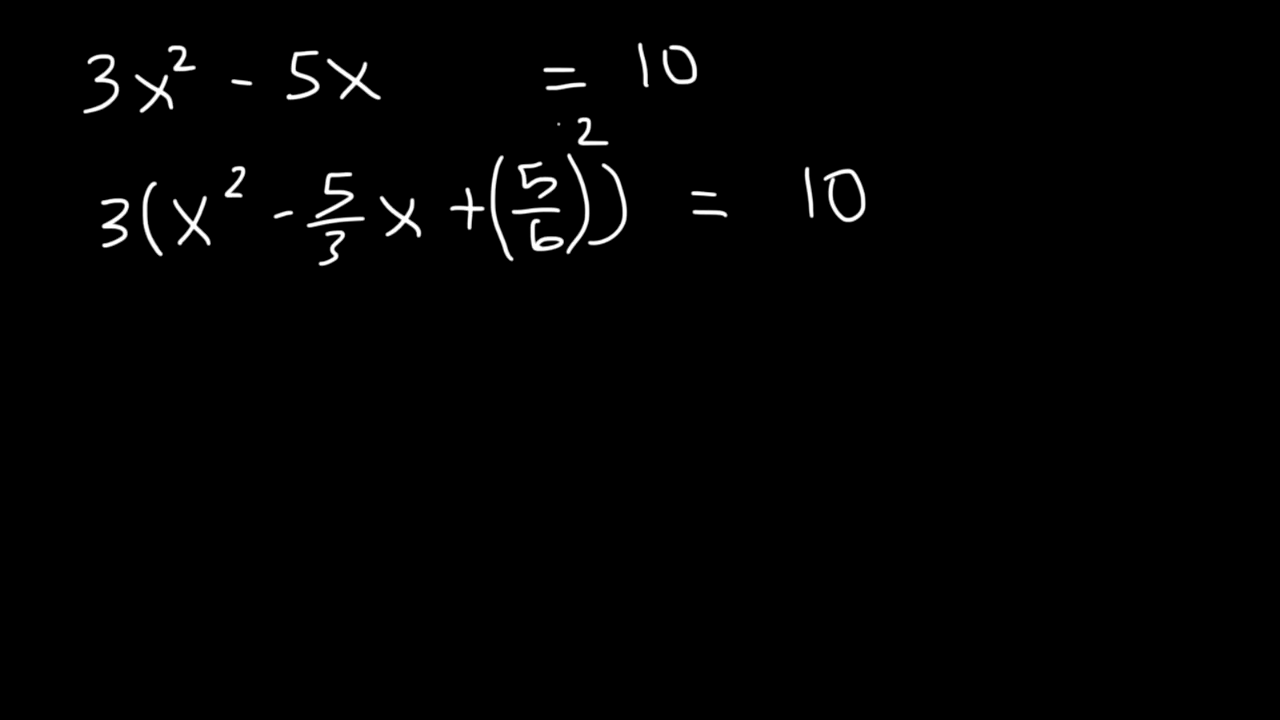 3x² - 5x = 10
3(x² - 5/3 x + (5/6)²) = 10